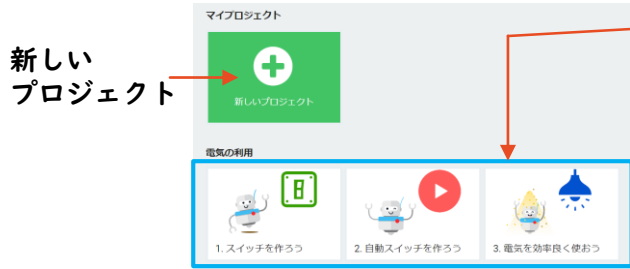 マイプロジェクト
新しい
プロジェクト
新しいプロジェクト
電気の利用
1. スイッチを作ろう
2. 自動スイッチを作ろう
3. 電気を効率良く使おう